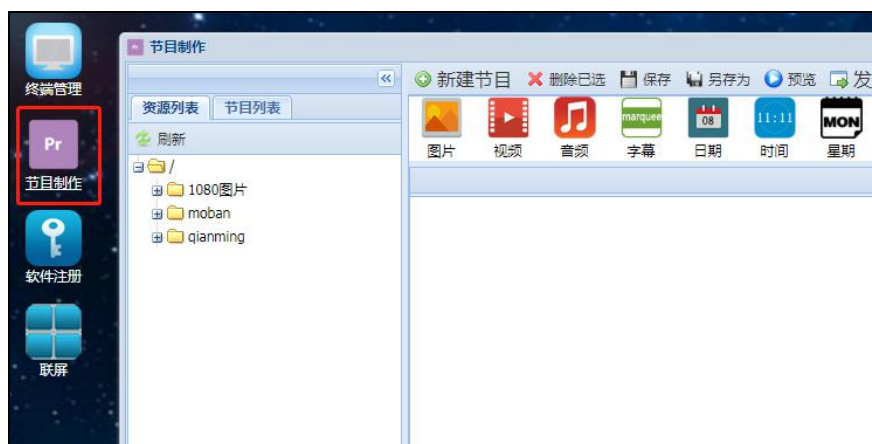 终端管理
Pr
节目制作
软件注册
联屏
节目制作
资源列表 节目列表
刷新
/
1080图片
moban
qianming
新建节目 删除已选 保存 另存为 预览 发
marquee 08 11:11 MON
图片 视频 音频 字幕 日期 时间 星期